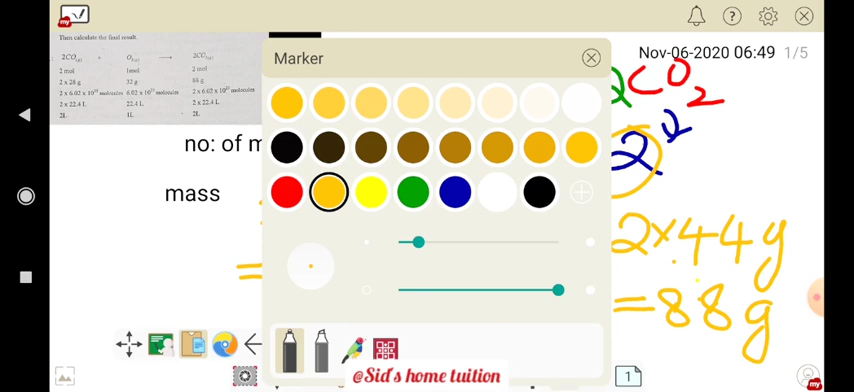 my
Then calculate the final result.
2CO(g) + O2(g) → 2CO2(g)
2 mol 1mol 2 mol
2 x 28 g 32 g 88 g
2 x 6.02 x 10²³ molecules 6.02 x 10²³ molecules 2 x 6.02 x 10²³ molecules
2 x 22.4 L 22.4 L 2 x 22.4 L
2L 1L 2L
Marker
Nov-06-2020 06:49 1/5
2CO2
no: of m
2
mass
2×44g
=
=88g
1
my
@Sid's home tuition